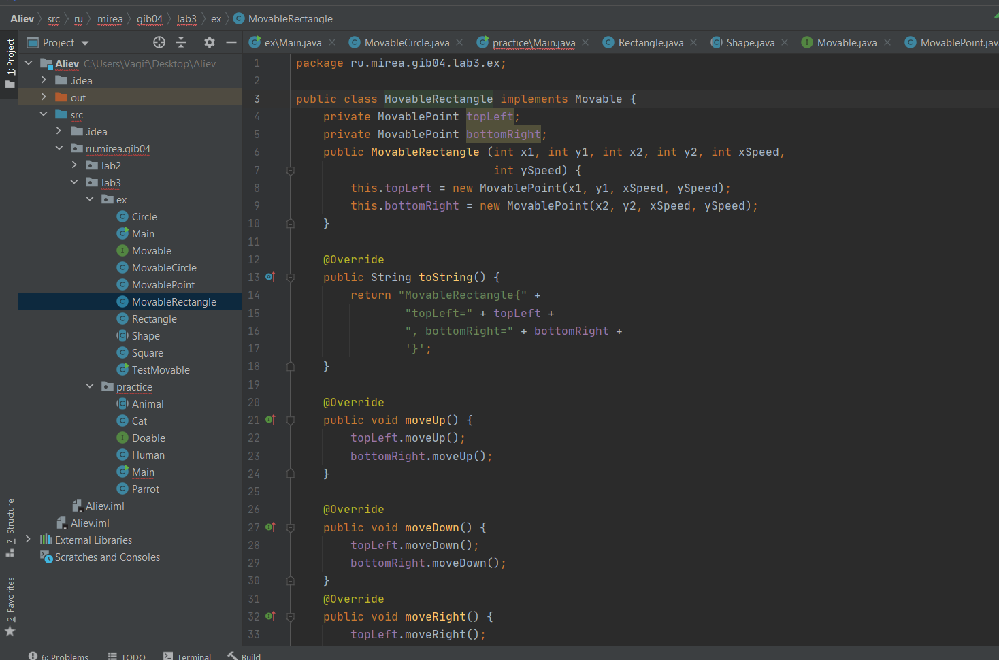 Aliev src ru mirea gib04 lab3 ex MovableRectangle
1: Project
7: Structure
2: Favorites
Project
Aliev C:\Users\Vagif\Desktop\Aliev
.idea
out
src
.idea
ru.mirea.gib04
lab2
lab3
ex
Circle
Main
Movable
MovableCircle
MovablePoint
MovableRectangle
Rectangle
Shape
Square
TestMovable
practice
Animal
Cat
Doable
Human
Main
Parrot
Aliev.iml
Aliev.iml
External Libraries
Scratches and Consoles
ex\Main.java MovableCircle.java practice\Main.java Rectangle.java Shape.java Movable.java MovablePoint.jav
1 package ru.mirea.gib04.lab3.ex;
2
3 public class MovableRectangle implements Movable {
4 private MovablePoint topLeft;
5 private MovablePoint bottomRight;
6 public MovableRectangle (int x1, int y1, int x2, int y2, int xSpeed,
7 int ySpeed) {
8 this.topLeft = new MovablePoint(x1, y1, xSpeed, ySpeed);
9 this.bottomRight = new MovablePoint(x2, y2, xSpeed, ySpeed);
10 }
11
12 @Override
13 public String toString() {
14 return "MovableRectangle{" +
15 "topLeft=" + topLeft +
16 ", bottomRight=" + bottomRight +
17 '}';
18 }
19
20 @Override
21 public void moveUp() {
22 topLeft.moveUp();
23 bottomRight.moveUp();
24 }
25
26 @Override
27 public void moveDown() {
28 topLeft.moveDown();
29 bottomRight.moveDown();
30 }
31 @Override
32 public void moveRight() {
33 topLeft.moveRight();
6: Problems TODO Terminal Build